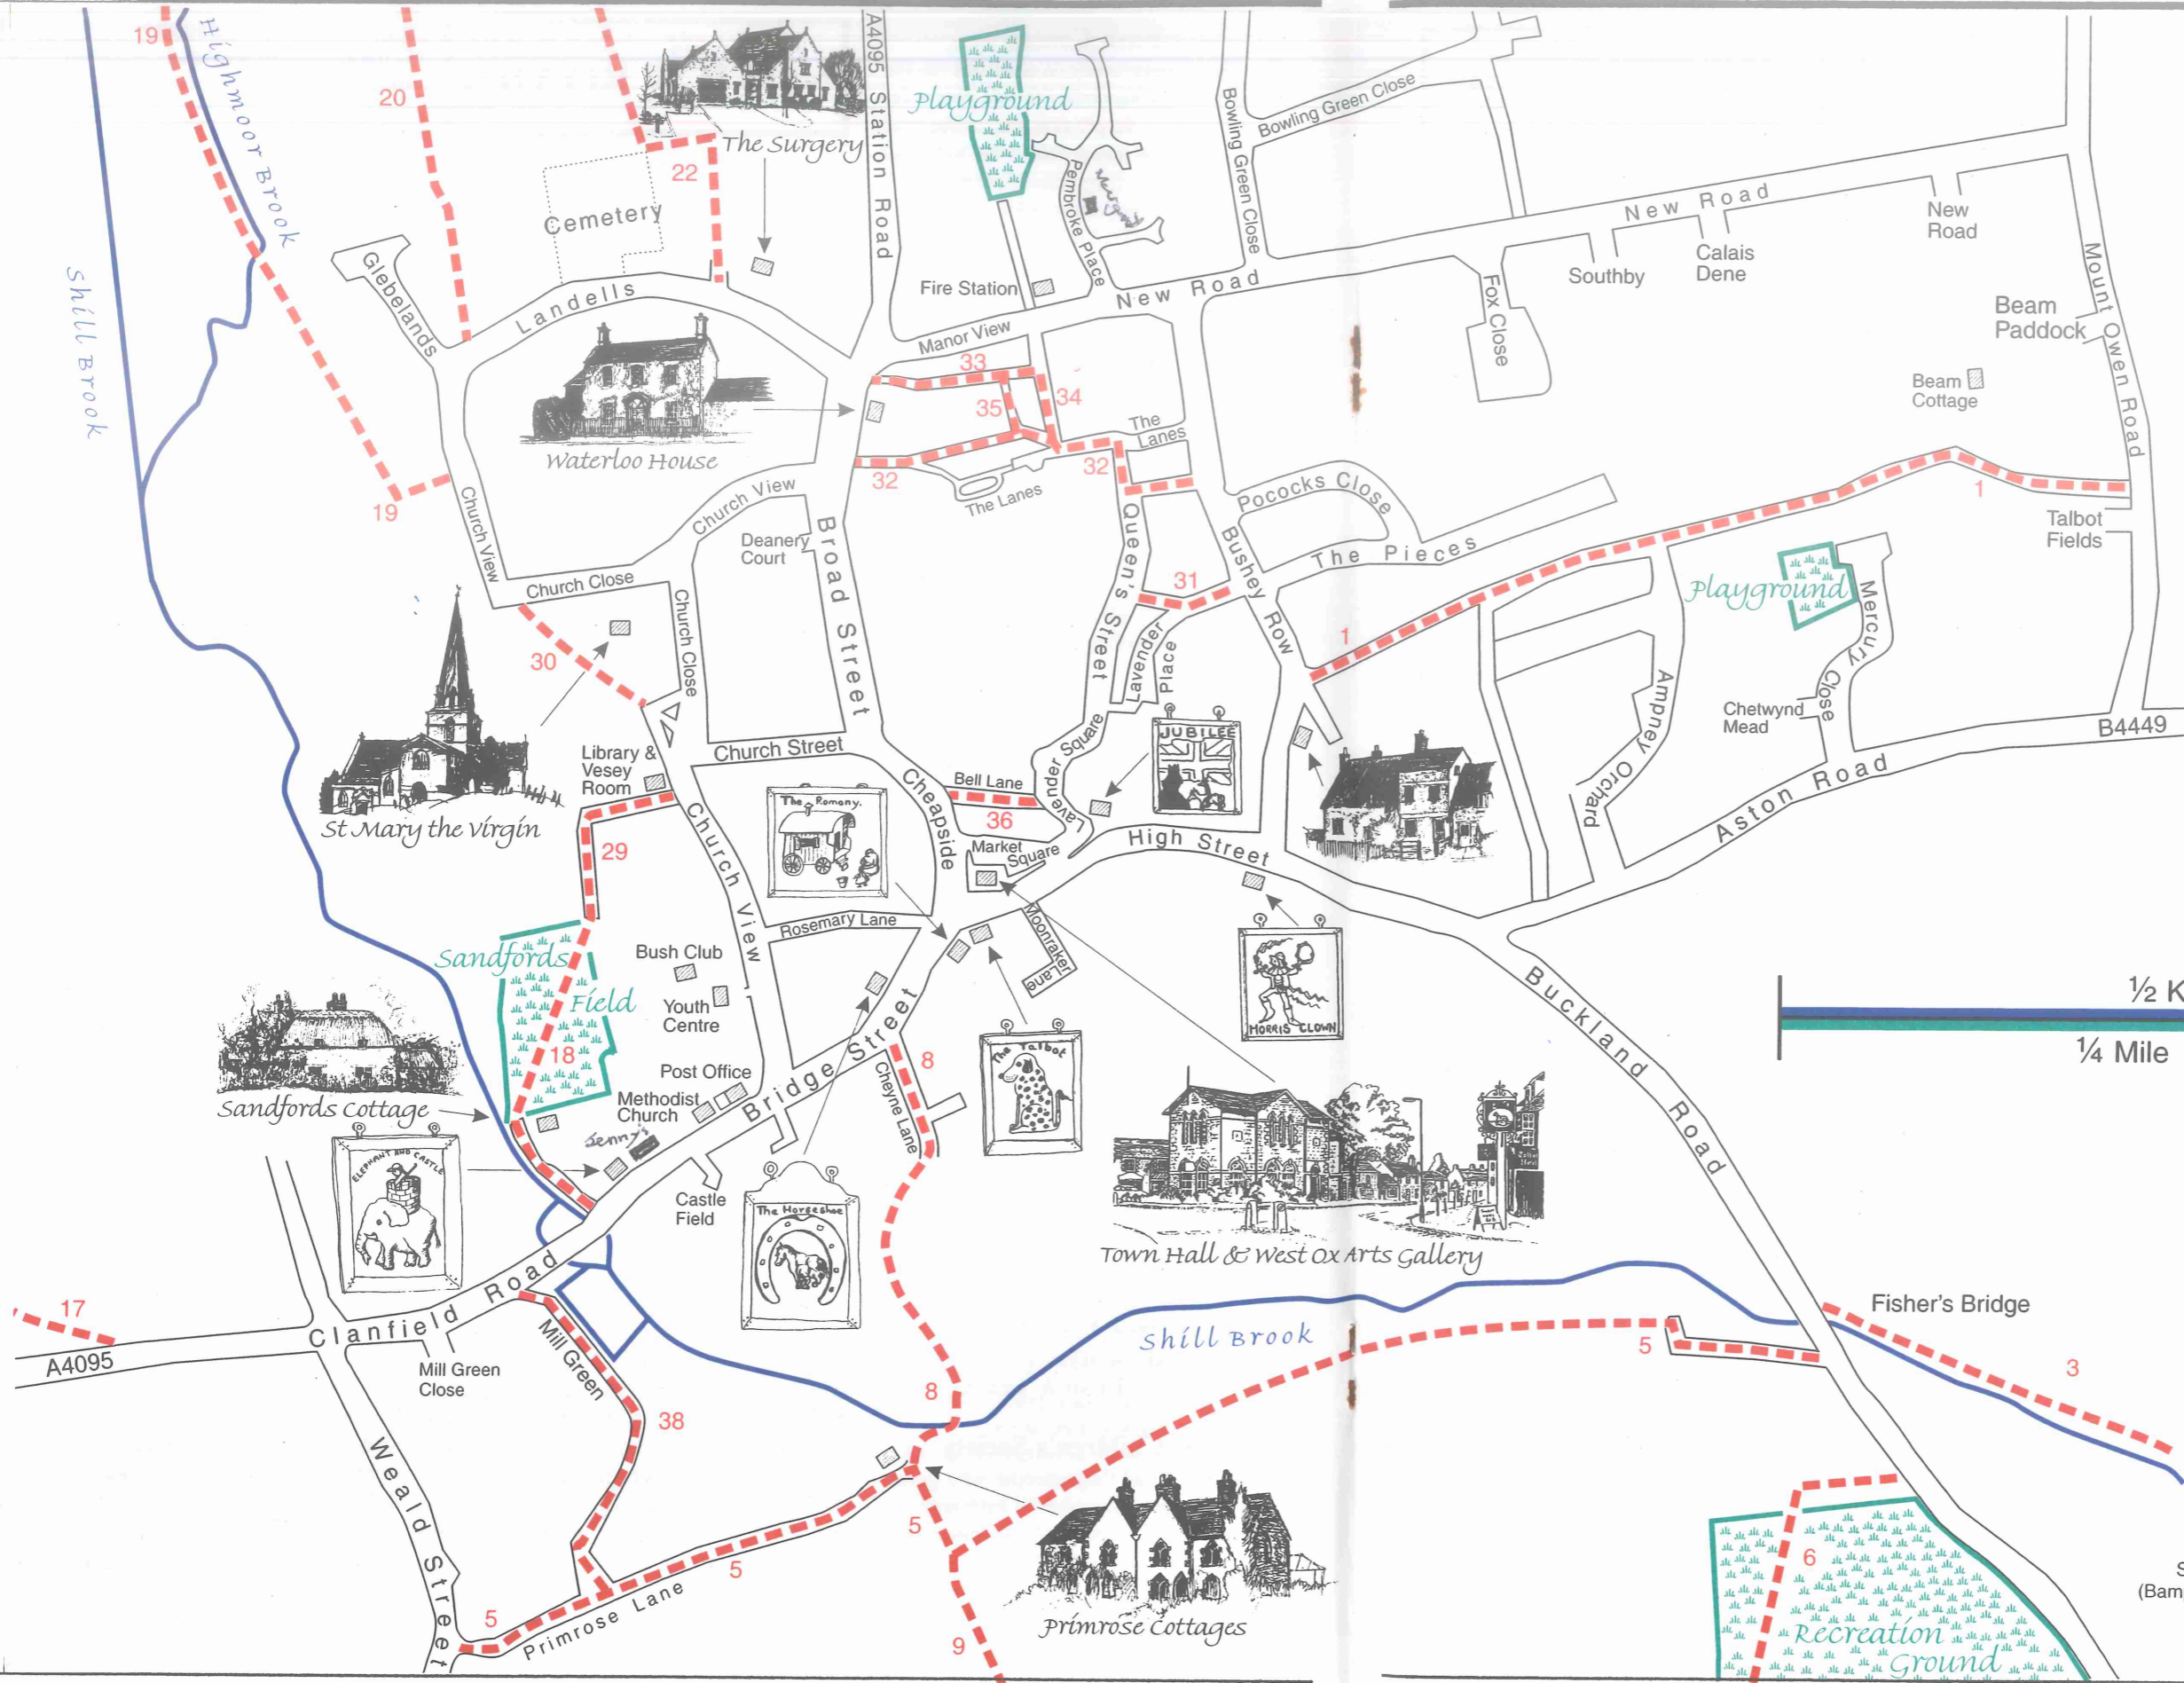 19
Highmoor Brook
20
22
The Surgery
A4095 Station Road
Playground
Pembroke Place
Margaret
Bowling Green Close
Bowling Green Close
New Road
New
Road
Calais
Dene
Southby
Mount Owen Road
Beam
Paddock
Beam
Cottage
Fox Close
Cemetery
Shill Brook
Glebelands
Landells
Fire Station
New Road
Manor View
33
34
35
The
Lanes
32
32
The Lanes
Waterloo House
19
Church View
Church View
Deanery
Court
Broad Street
Queen's Street
Bushey Row
Pococks Close
The Pieces
1
Talbot
Fields
Playground
Mercury Close
Church Close
Church Close
30
31
Lavender
Place
1
Ampney Orchard
Chetwynd
Mead
B4449
Aston Road
St Mary the Virgin
Library &
Vesey
Room
Church Street
Cheapside
Bell Lane
36
Lavender Square
JUBILEE
Market
Square
High Street
The Romany.
29
Church View
Rosemary Lane
Moonraker
Lane
MORRIS CLOWN
Buckland Road
½ K
¼ Mile
Sandfords
Field
18
Bush Club
Youth
Centre
Post Office
Methodist
Church
Jenny's
Bridge Street
8
Cheyne Lane
The Talbot
Sandfords Cottage
ELEPHANT AND CASTLE
Castle
Field
The Horseshoe
Town Hall & West Ox Arts Gallery
17
A4095
Clanfield Road
Mill Green
Close
Mill Green
38
8
Shill Brook
5
Fisher's Bridge
3
Weald Street
5
Primrose Lane
5
5
9
Primrose Cottages
6
Recreation
Ground
(Bam